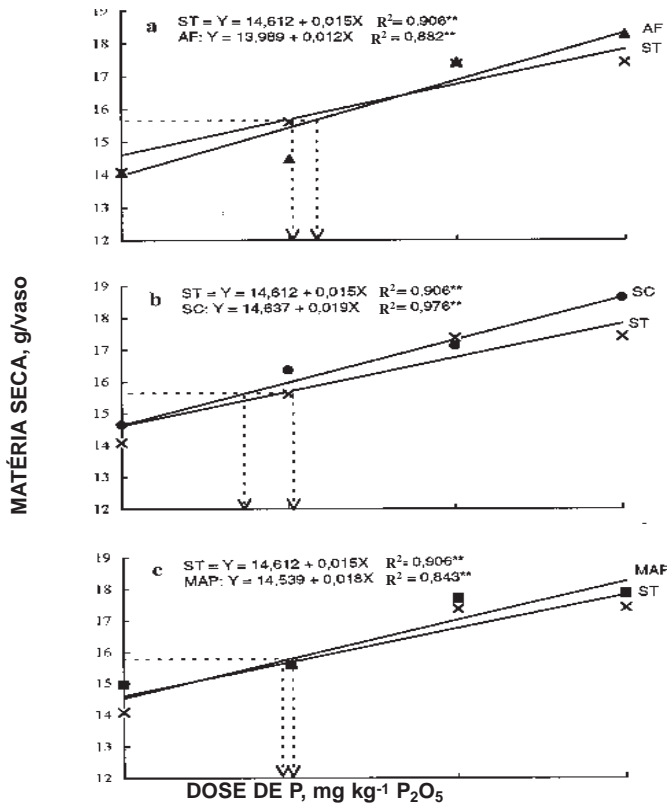 a
ST = Y = 14,612 + 0,015X R² = 0.906**
AF: Y = 13,989 + 0,012X R² = 0,882**
19
18
17
16
15
14
13
12
AF
ST
b
ST = Y = 14,612 + 0,015X R² = 0,906**
SC: Y = 14,637 + 0,019X R² = 0,976**
19
18
17
16
15
14
13
12
SC
ST
MATÉRIA SECA, g/vaso
c
ST = Y = 14,612 + 0,015X R² = 0,906**
MAP: Y = 14,539 + 0,018X R² = 0,843**
19
18
17
16
15
14
13
12
MAP
ST
DOSE DE P, mg kg⁻¹ P₂O₅